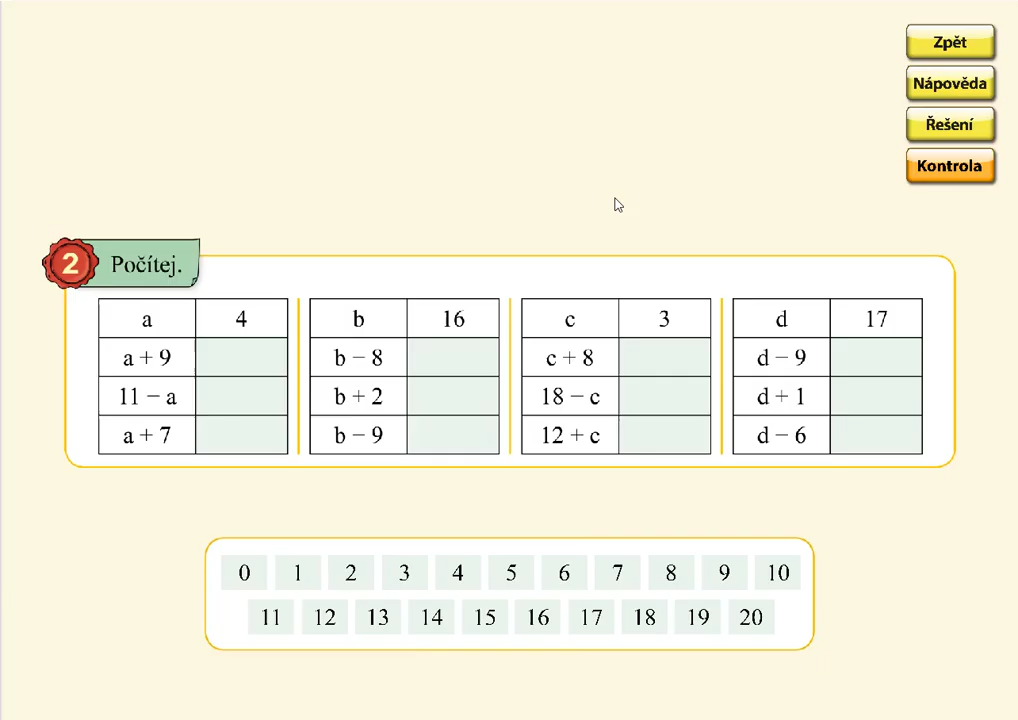 Zpět
Nápověda
Řešení
Kontrola
2 Počítej.
a 4 b 16 c 3 d 17
a + 9 b − 8 c + 8 d − 9
11 − a b + 2 18 − c d + 1
a + 7 b − 9 12 + c d − 6
0 1 2 3 4 5 6 7 8 9 10
11 12 13 14 15 16 17 18 19 20